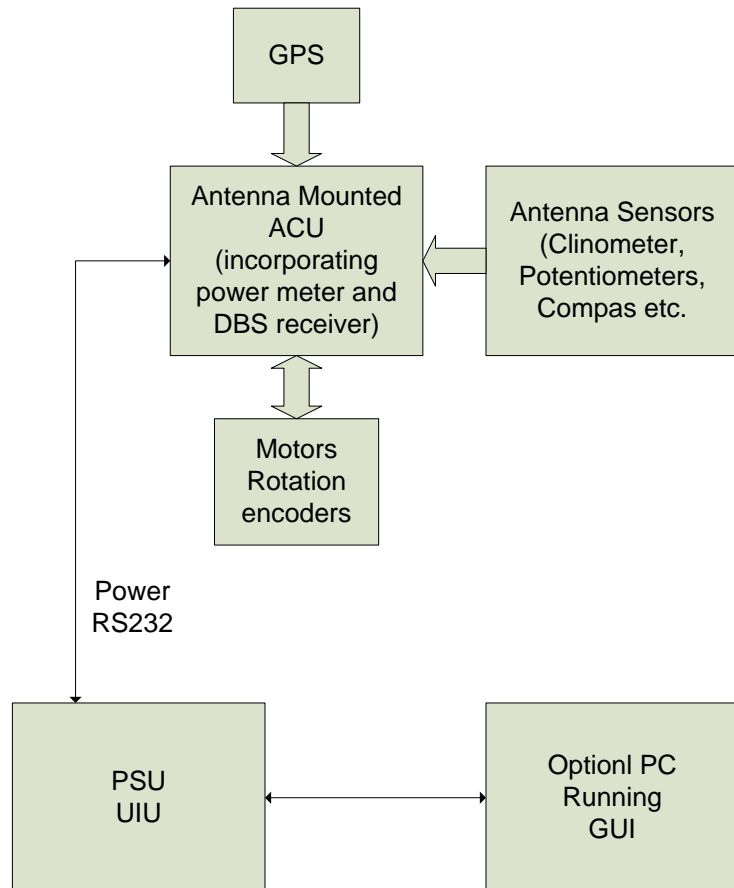 GPS
Antenna Mounted
ACU
(incorporating
power meter and
DBS receiver)
Antenna Sensors
(Clinometer,
Potentiometers,
Compas etc.
Motors
Rotation
encoders
Power
RS232
PSU
UIU
Optionl PC
Running
GUI